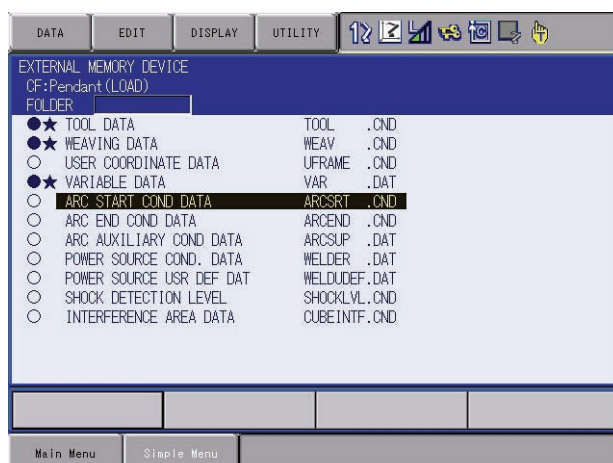 DATA EDIT DISPLAY UTILITY
EXTERNAL MEMORY DEVICE
CF:Pendant(LOAD)
FOLDER
●★ TOOL DATA TOOL .CND
●★ WEAVING DATA WEAV .CND
○ USER COORDINATE DATA UFRAME .CND
●★ VARIABLE DATA VAR .DAT
○ ARC START COND DATA ARCSRT .CND
○ ARC END COND DATA ARCEND .CND
○ ARC AUXILIARY COND DATA ARCSUP .DAT
○ POWER SOURCE COND. DATA WELDER .DAT
○ POWER SOURCE USR DEF DAT WELDUDEF.DAT
○ SHOCK DETECTION LEVEL SHOCKLVL.CND
○ INTERFERENCE AREA DATA CUBEINTF.CND
Main Menu Simple Menu